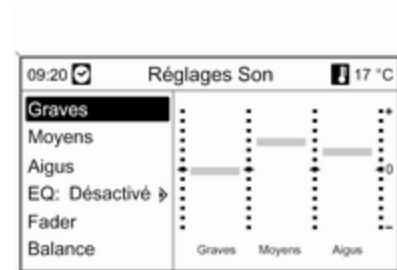 09:20 Réglages Son 17 °C
Graves
Moyens
Aigus
EQ: Désactivé
Fader
Balance
+
0
-
Graves Moyens Aigus